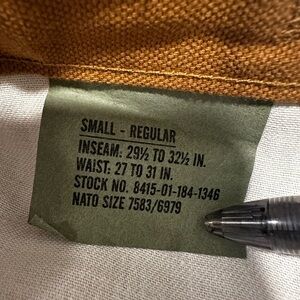 SMALL - REGULAR
INSEAM: 29½ TO 32½ IN.
WAIST: 27 TO 31 IN.
STOCK NO. 8415-01-184-1346
NATO SIZE 7583/6979